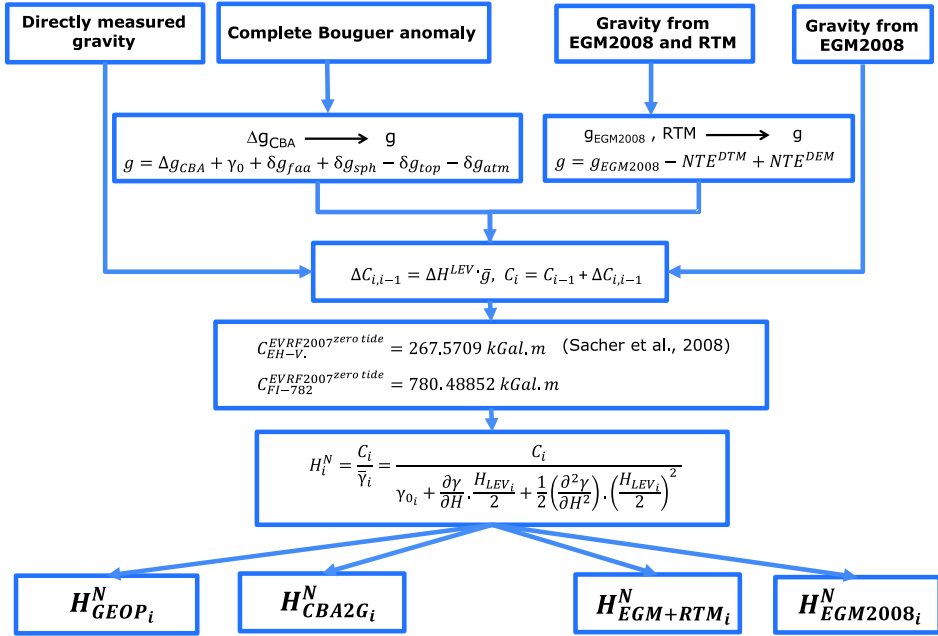 Directly measured
gravity
Complete Bouguer anomaly
Gravity from
EGM2008 and RTM
Gravity from
EGM2008
Δg_CBA ⟶ g
g = Δg_CBA + γ_0 + δg_faa + δg_sph − δg_top − δg_atm
g_EGM2008 , RTM ⟶ g
g = g_EGM2008 − NTE^DTM + NTE^DEM
ΔC_{i,i−1} = ΔH^LEV · ḡ, C_i = C_{i−1} + ΔC_{i,i−1}
C_{EH−V.}^{EVRF2007^{zero tide}} = 267.5709 kGal.m (Sacher et al., 2008)
C_{FI−782}^{EVRF2007^{zero tide}} = 780.48852 kGal.m
H_i^N = C_i / γ̄_i = C_i / (γ_{0_i} + ∂γ/∂H . H_{LEV_i}/2 + 1/2 (∂²γ/∂H²) . (H_{LEV_i}/2)²)
H^N_{GEOP_i}
H^N_{CBA2G_i}
H^N_{EGM+RTM_i}
H^N_{EGM2008_i}